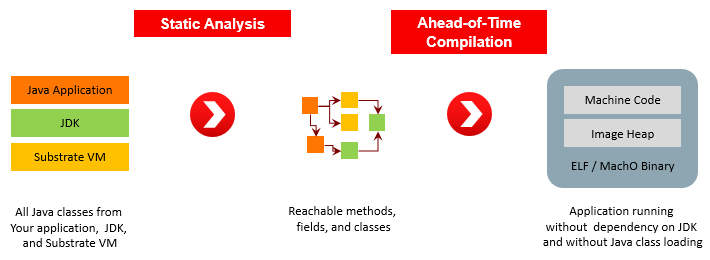 Static Analysis
Ahead-of-Time
Compilation
Java Application
JDK
Substrate VM
Machine Code
Image Heap
ELF / MachO Binary
All Java classes from
Your application, JDK,
and Substrate VM
Reachable methods,
fields, and classes
Application running
without dependency on JDK
and without Java class loading